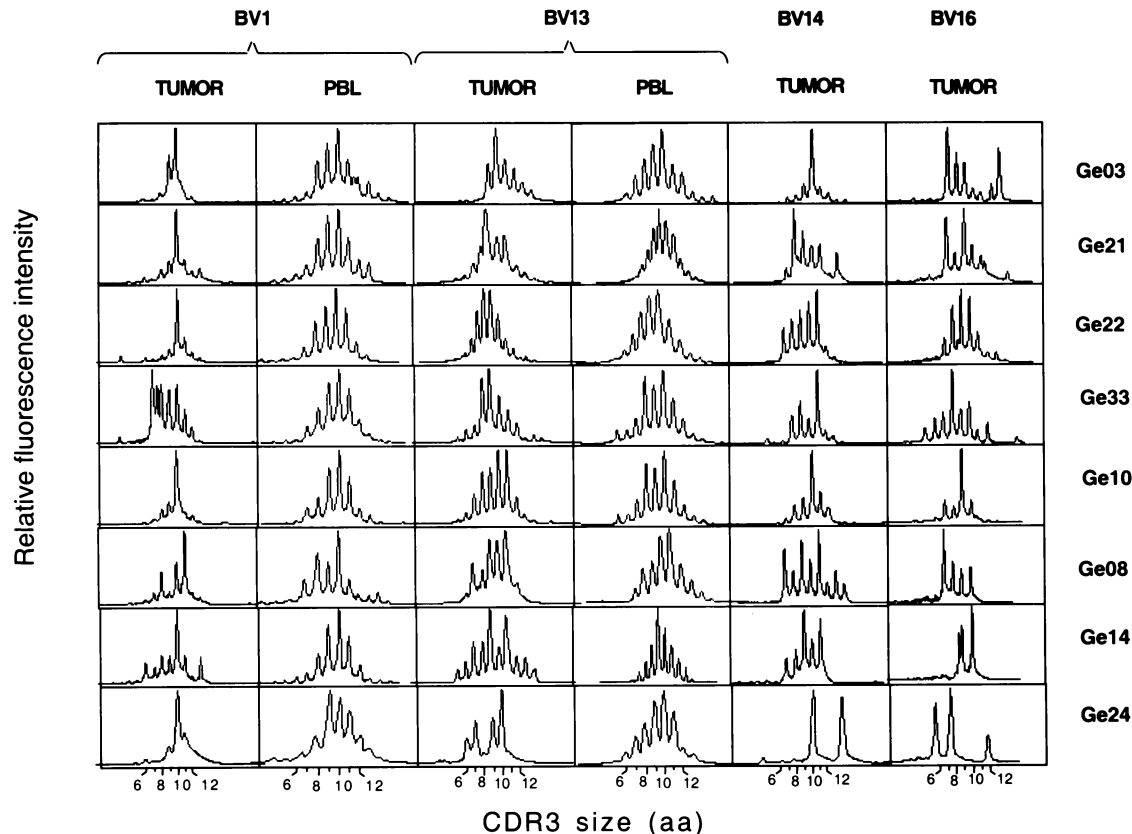 BV1 BV13 BV14 BV16
TUMOR PBL TUMOR PBL TUMOR TUMOR
Relative fluorescence intensity
Ge03
Ge21
Ge22
Ge33
Ge10
Ge08
Ge14
Ge24
6 8 10 12 6 8 10 12 6 8 10 12 6 8 10 12 6 8 10 12 6 8 10 12
CDR3 size (aa)